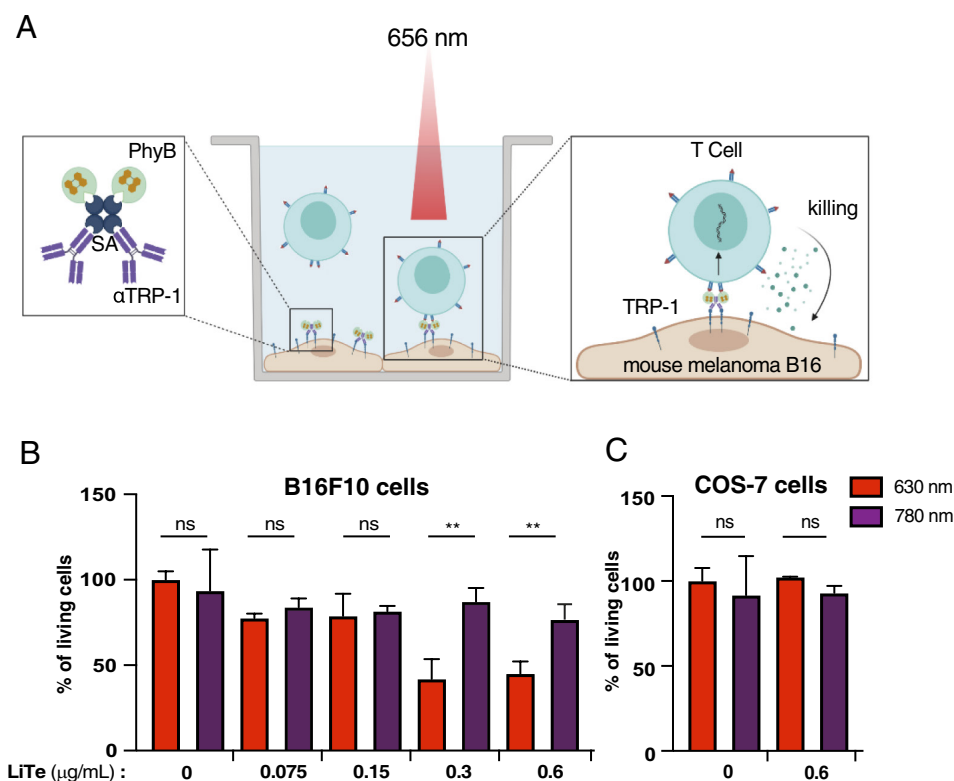 A
656 nm
PhyB
SA
αTRP-1
T Cell
killing
TRP-1
mouse melanoma B16
B
B16F10 cells
% of living cells
150
100
50
0
ns
ns
ns
**
**
LiTe (μg/mL) :
0
0.075
0.15
0.3
0.6
C
COS-7 cells
630 nm
780 nm
% of living cells
150
100
50
0
ns
ns
0
0.6